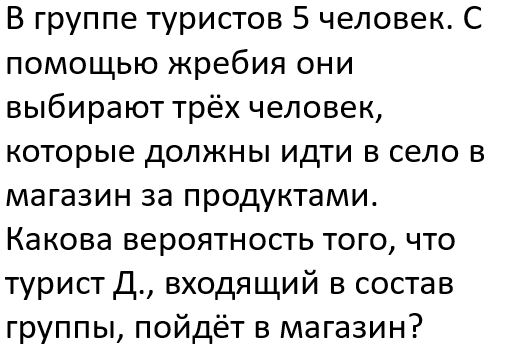 В группе туристов 5 человек. С
помощью жребия они
выбирают трёх человек,
которые должны идти в село в
магазин за продуктами.
Какова вероятность того, что
турист Д., входящий в состав
группы, пойдёт в магазин?